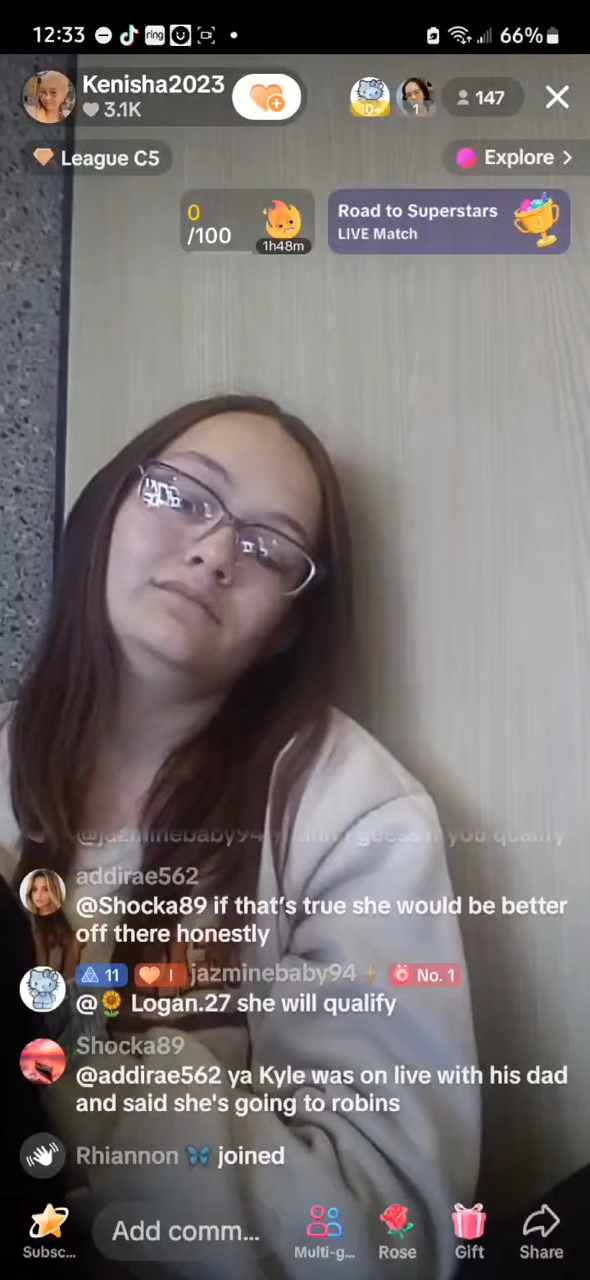 12:33
ring
66%
Kenisha2023
3.1K
10+
1
147
League C5
Explore >
0
/100
1h48m
Road to Superstars
LIVE Match
addirae562
@Shocka89 if that's true she would be better
off there honestly
11 I jazminebaby94⚡ No. 1
@🌻 Logan.27 she will qualify
Shocka89
@addirae562 ya Kyle was on live with his dad
and said she's going to robins
Rhiannon 🦋 joined
Subsc...
Add comm...
Multi-g...
Rose
Gift
Share